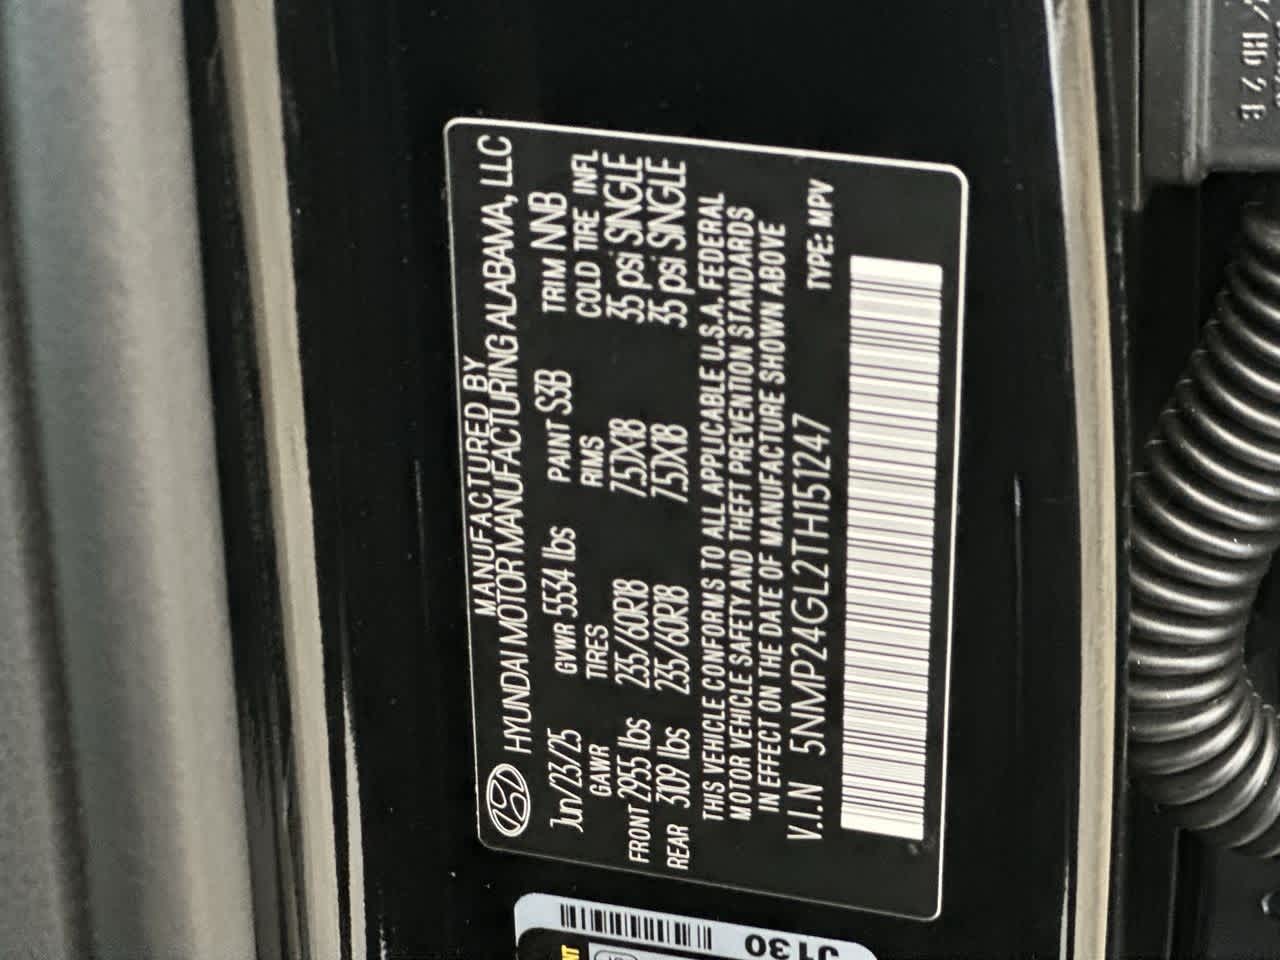 MANUFACTURED BY
HYUNDAI MOTOR MANUFACTURING ALABAMA, LLC
Jun/23/25 GVWR 5534 lbs PAINT S3B TRIM NNB
GAWR TIRES RIMS COLD TIRE INFL
FRONT 2955 lbs 235/60R18 7.5JX18 35 psi SINGLE
REAR 3109 lbs 235/60R18 7.5JX18 35 psi SINGLE
THIS VEHICLE CONFORMS TO ALL APPLICABLE U.S.A. FEDERAL
MOTOR VEHICLE SAFETY AND THEFT PREVENTION STANDARDS
IN EFFECT ON THE DATE OF MANUFACTURE SHOWN ABOVE
V.I.N 5NMP24GL2TH151247 TYPE: MPV
J130